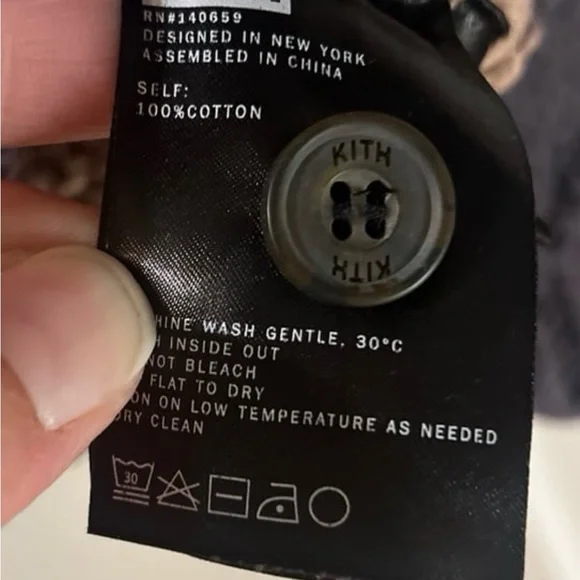 RN#140659
DESIGNED IN NEW YORK
ASSEMBLED IN CHINA
SELF:
100%COTTON
KITH
KITH
WASH GENTLE, 30°C
INSIDE OUT
NOT BLEACH
FLAT TO DRY
ON LOW TEMPERATURE AS NEEDED
CLEAN
30